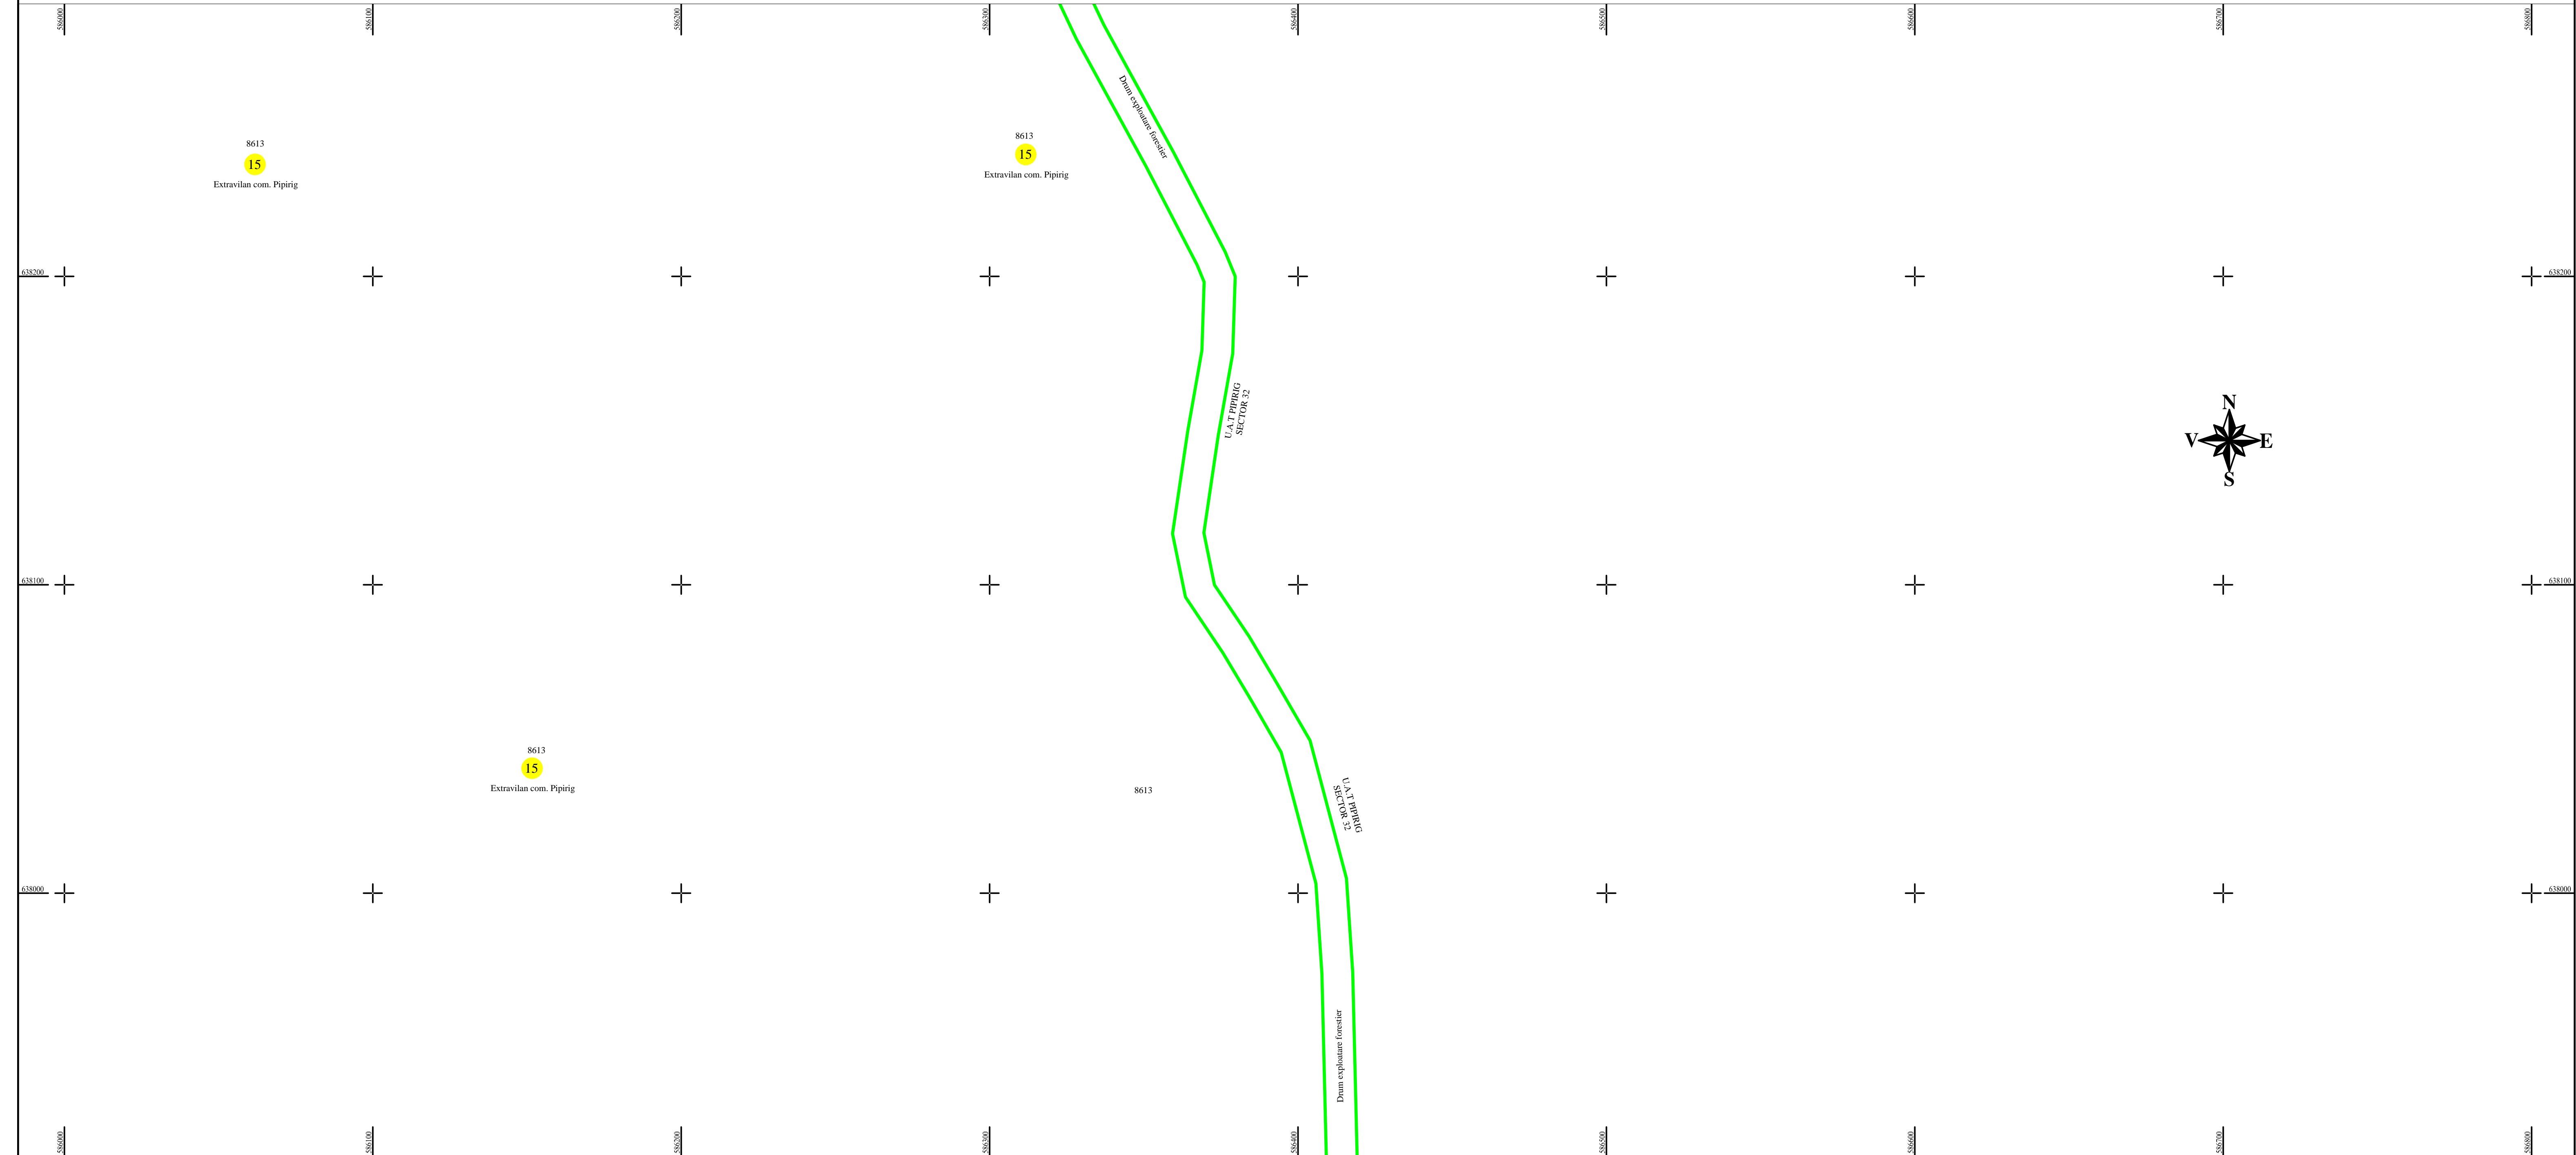 586000
586100
586200
586300
586400
586500
586600
586700
586800
Drum exploatare forestier
8613
15
Extravilan com. Pipirig
8613
15
Extravilan com. Pipirig
638200
638200
U.A.T PIPIRIG
SECTOR 32
N
V
E
S
638100
638100
8613
15
Extravilan com. Pipirig
8613
U.A.T PIPIRIG
SECTOR 32
638000
638000
Drum exploatare forestier
586000
586100
586200
586300
586400
586500
586600
586700
586800